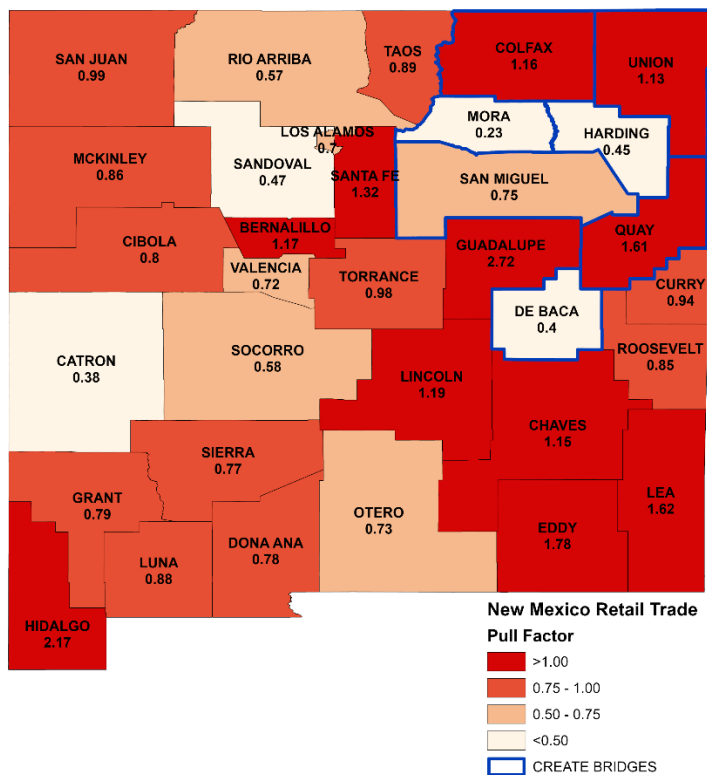 SAN JUAN
0.99
RIO ARRIBA
0.57
TAOS
0.89
COLFAX
1.16
UNION
1.13
MORA
0.23
HARDING
0.45
LOS ALAMOS
0.7
MCKINLEY
0.86
SANDOVAL
0.47
SANTA FE
1.32
SAN MIGUEL
0.75
BERNALILLO
1.17
QUAY
1.61
CIBOLA
0.8
GUADALUPE
2.72
VALENCIA
0.72
TORRANCE
0.98
CURRY
0.94
DE BACA
0.4
CATRON
0.38
SOCORRO
0.58
ROOSEVELT
0.85
LINCOLN
1.19
CHAVES
1.15
SIERRA
0.77
GRANT
0.79
OTERO
0.73
LEA
1.62
EDDY
1.78
DONA ANA
0.78
LUNA
0.88
HIDALGO
2.17
New Mexico Retail Trade
Pull Factor
>1.00
0.75 - 1.00
0.50 - 0.75
<0.50
CREATE BRIDGES